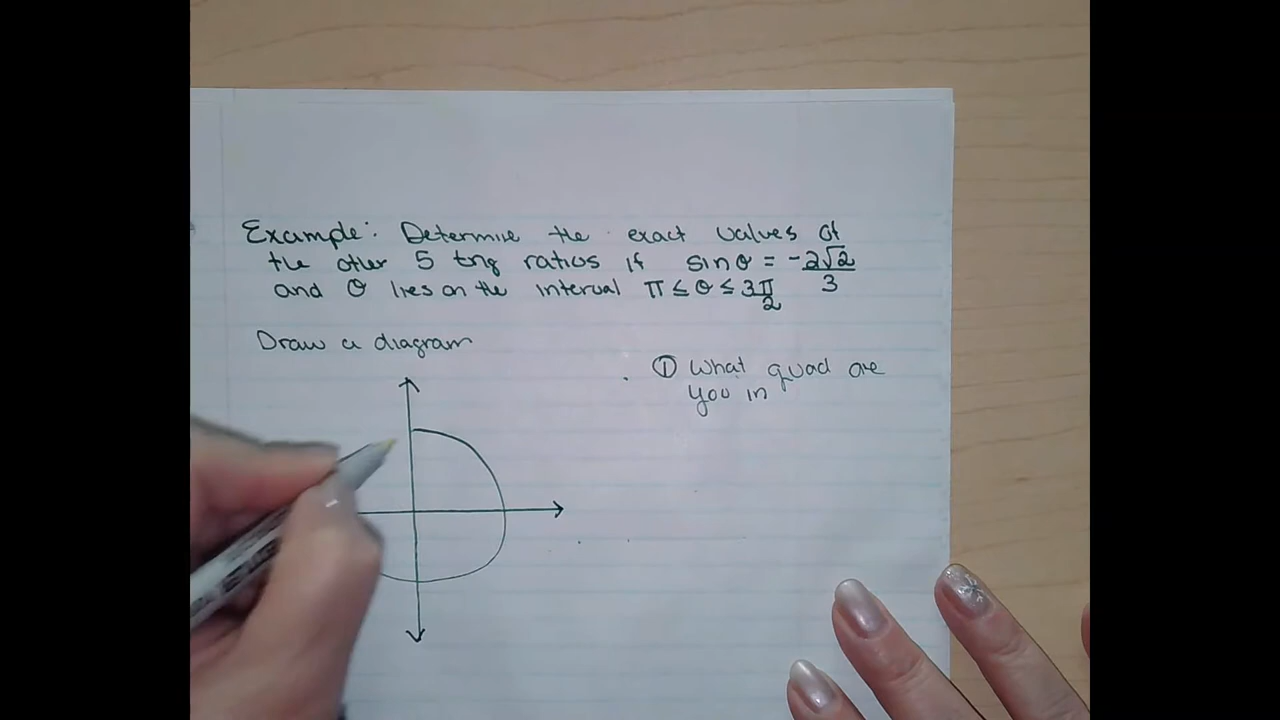 Example: Determine the exact values of
the other 5 trig ratios if sin θ = -2√2/3
and θ lies on the interval π ≤ θ ≤ 3π/2
Draw a diagram
① What quad are
you in